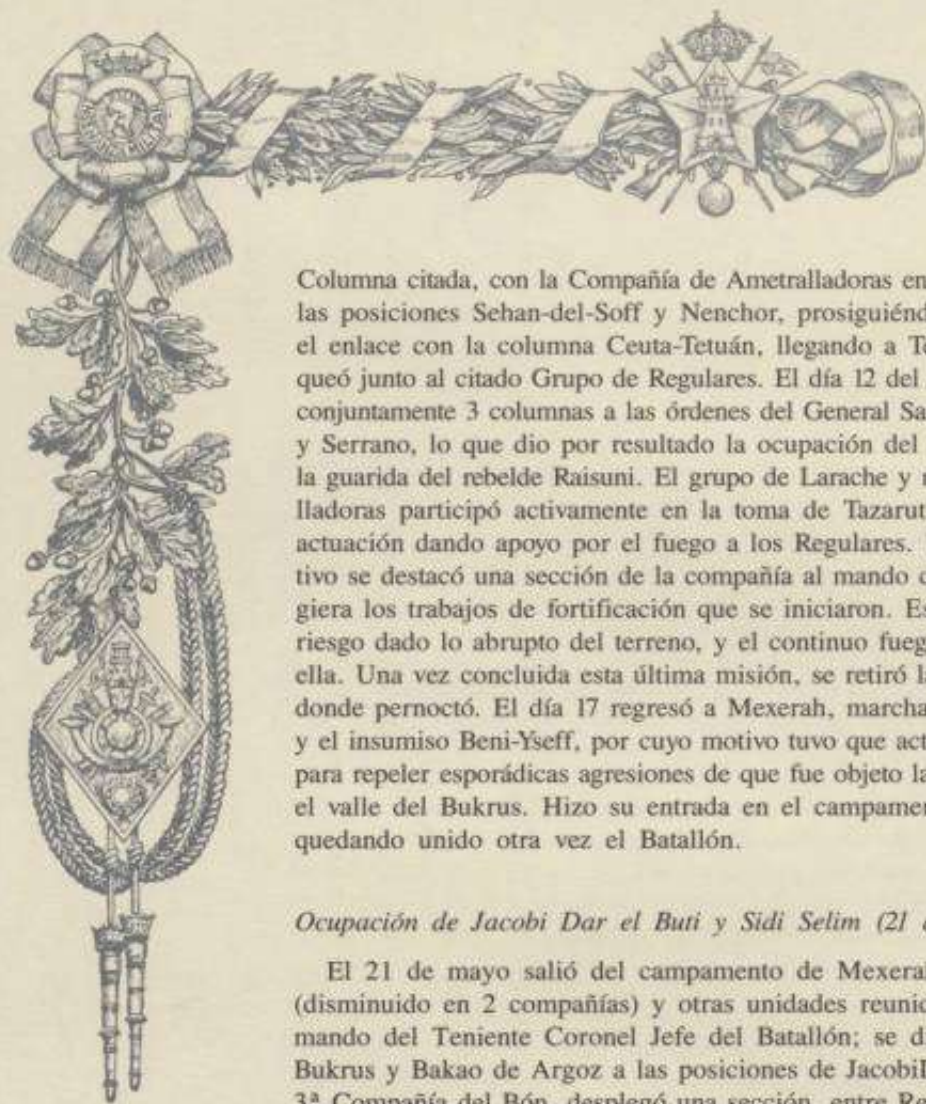 Columna citada, con la Compañía de Ametralladoras en
las posiciones Sehan-del-Soff y Nenchor, prosiguiénd
el enlace con la columna Ceuta-Tetuán, llegando a Te
queó junto al citado Grupo de Regulares. El día 12 del
conjuntamente 3 columnas a las órdenes del General Sa
y Serrano, lo que dio por resultado la ocupación del
la guarida del rebelde Raisuni. El grupo de Larache y
lladoras participó activamente en la toma de Tazarut
actuación dando apoyo por el fuego a los Regulares.
tivo se destacó una sección de la compañía al mando
giera los trabajos de fortificación que se iniciaron. Es
riesgo dado lo abrupto del terreno, y el continuo fueg
ella. Una vez concluida esta última misión, se retiró
donde pernoctó. El día 17 regresó a Mexerah, marcha
y el insumiso Beni-Yseff, por cuyo motivo tuvo que act
para repeler esporádicas agresiones de que fue objeto la
el valle del Bukrus. Hizo su entrada en el campamen
quedando unido otra vez el Batallón.
Ocupación de Jacobi Dar el Buti y Sidi Selim (21
El 21 de mayo salió del campamento de Mexeral
(disminuido en 2 compañías) y otras unidades reunid
mando del Teniente Coronel Jefe del Batallón; se d
Bukrus y Bakao de Argoz a las posiciones de Jacobi
3ª Compañía del Bón. desplegó una sección, entre Re